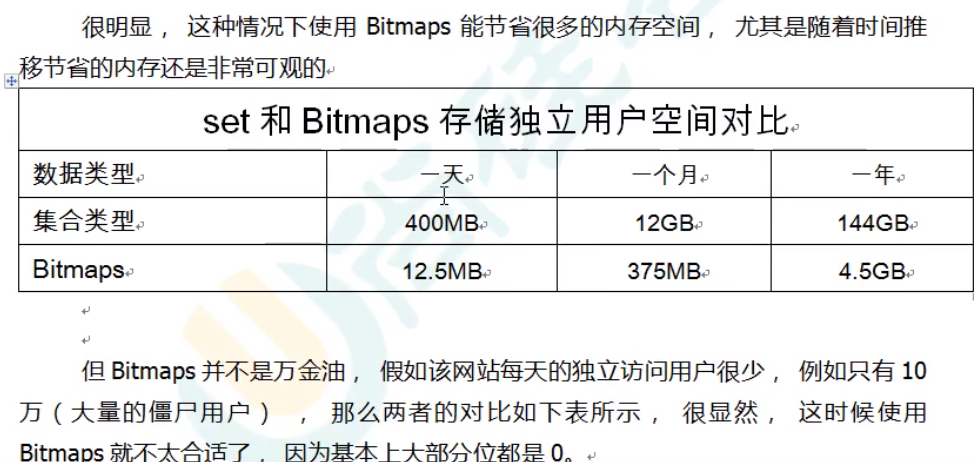 很明显，这种情况下使用 Bitmaps 能节省很多的内存空间，尤其是随着时间推
移节省的内存还是非常可观的
set 和 Bitmaps 存储独立用户空间对比
数据类型 一天 一个月 一年
集合类型 400MB 12GB 144GB
Bitmaps 12.5MB 375MB 4.5GB
但 Bitmaps 并不是万金油，假如该网站每天的独立访问用户很少，例如只有 10
万（大量的僵尸用户），那么两者的对比如下表所示，很显然，这时候使用
Bitmaps 就不太合适了，因为基本上大部分位都是 0。